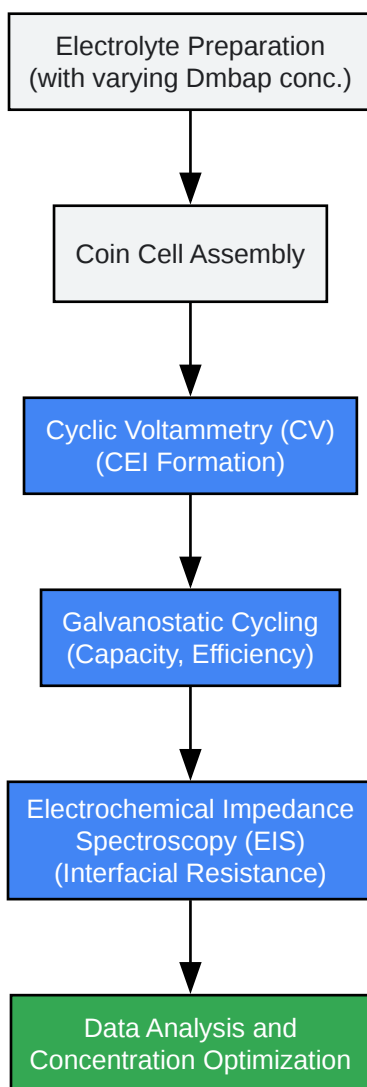 Electrolyte Preparation
(with varying Dmbap conc.)
Coin Cell Assembly
Cyclic Voltammetry (CV)
(CEI Formation)
Galvanostatic Cycling
(Capacity, Efficiency)
Electrochemical Impedance
Spectroscopy (EIS)
(Interfacial Resistance)
Data Analysis and
Concentration Optimization